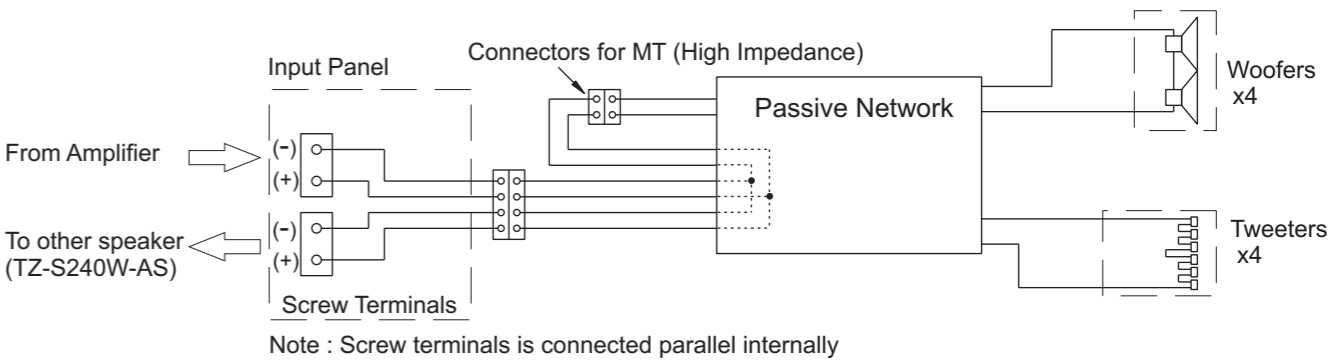 Connectors for MT (High Impedance)
Input Panel
Passive Network
Woofers
x4
From Amplifier
(-)
(+)
To other speaker
(TZ-S240W-AS)
(-)
(+)
Tweeters
x4
Screw Terminals
Note : Screw terminals is connected parallel internally